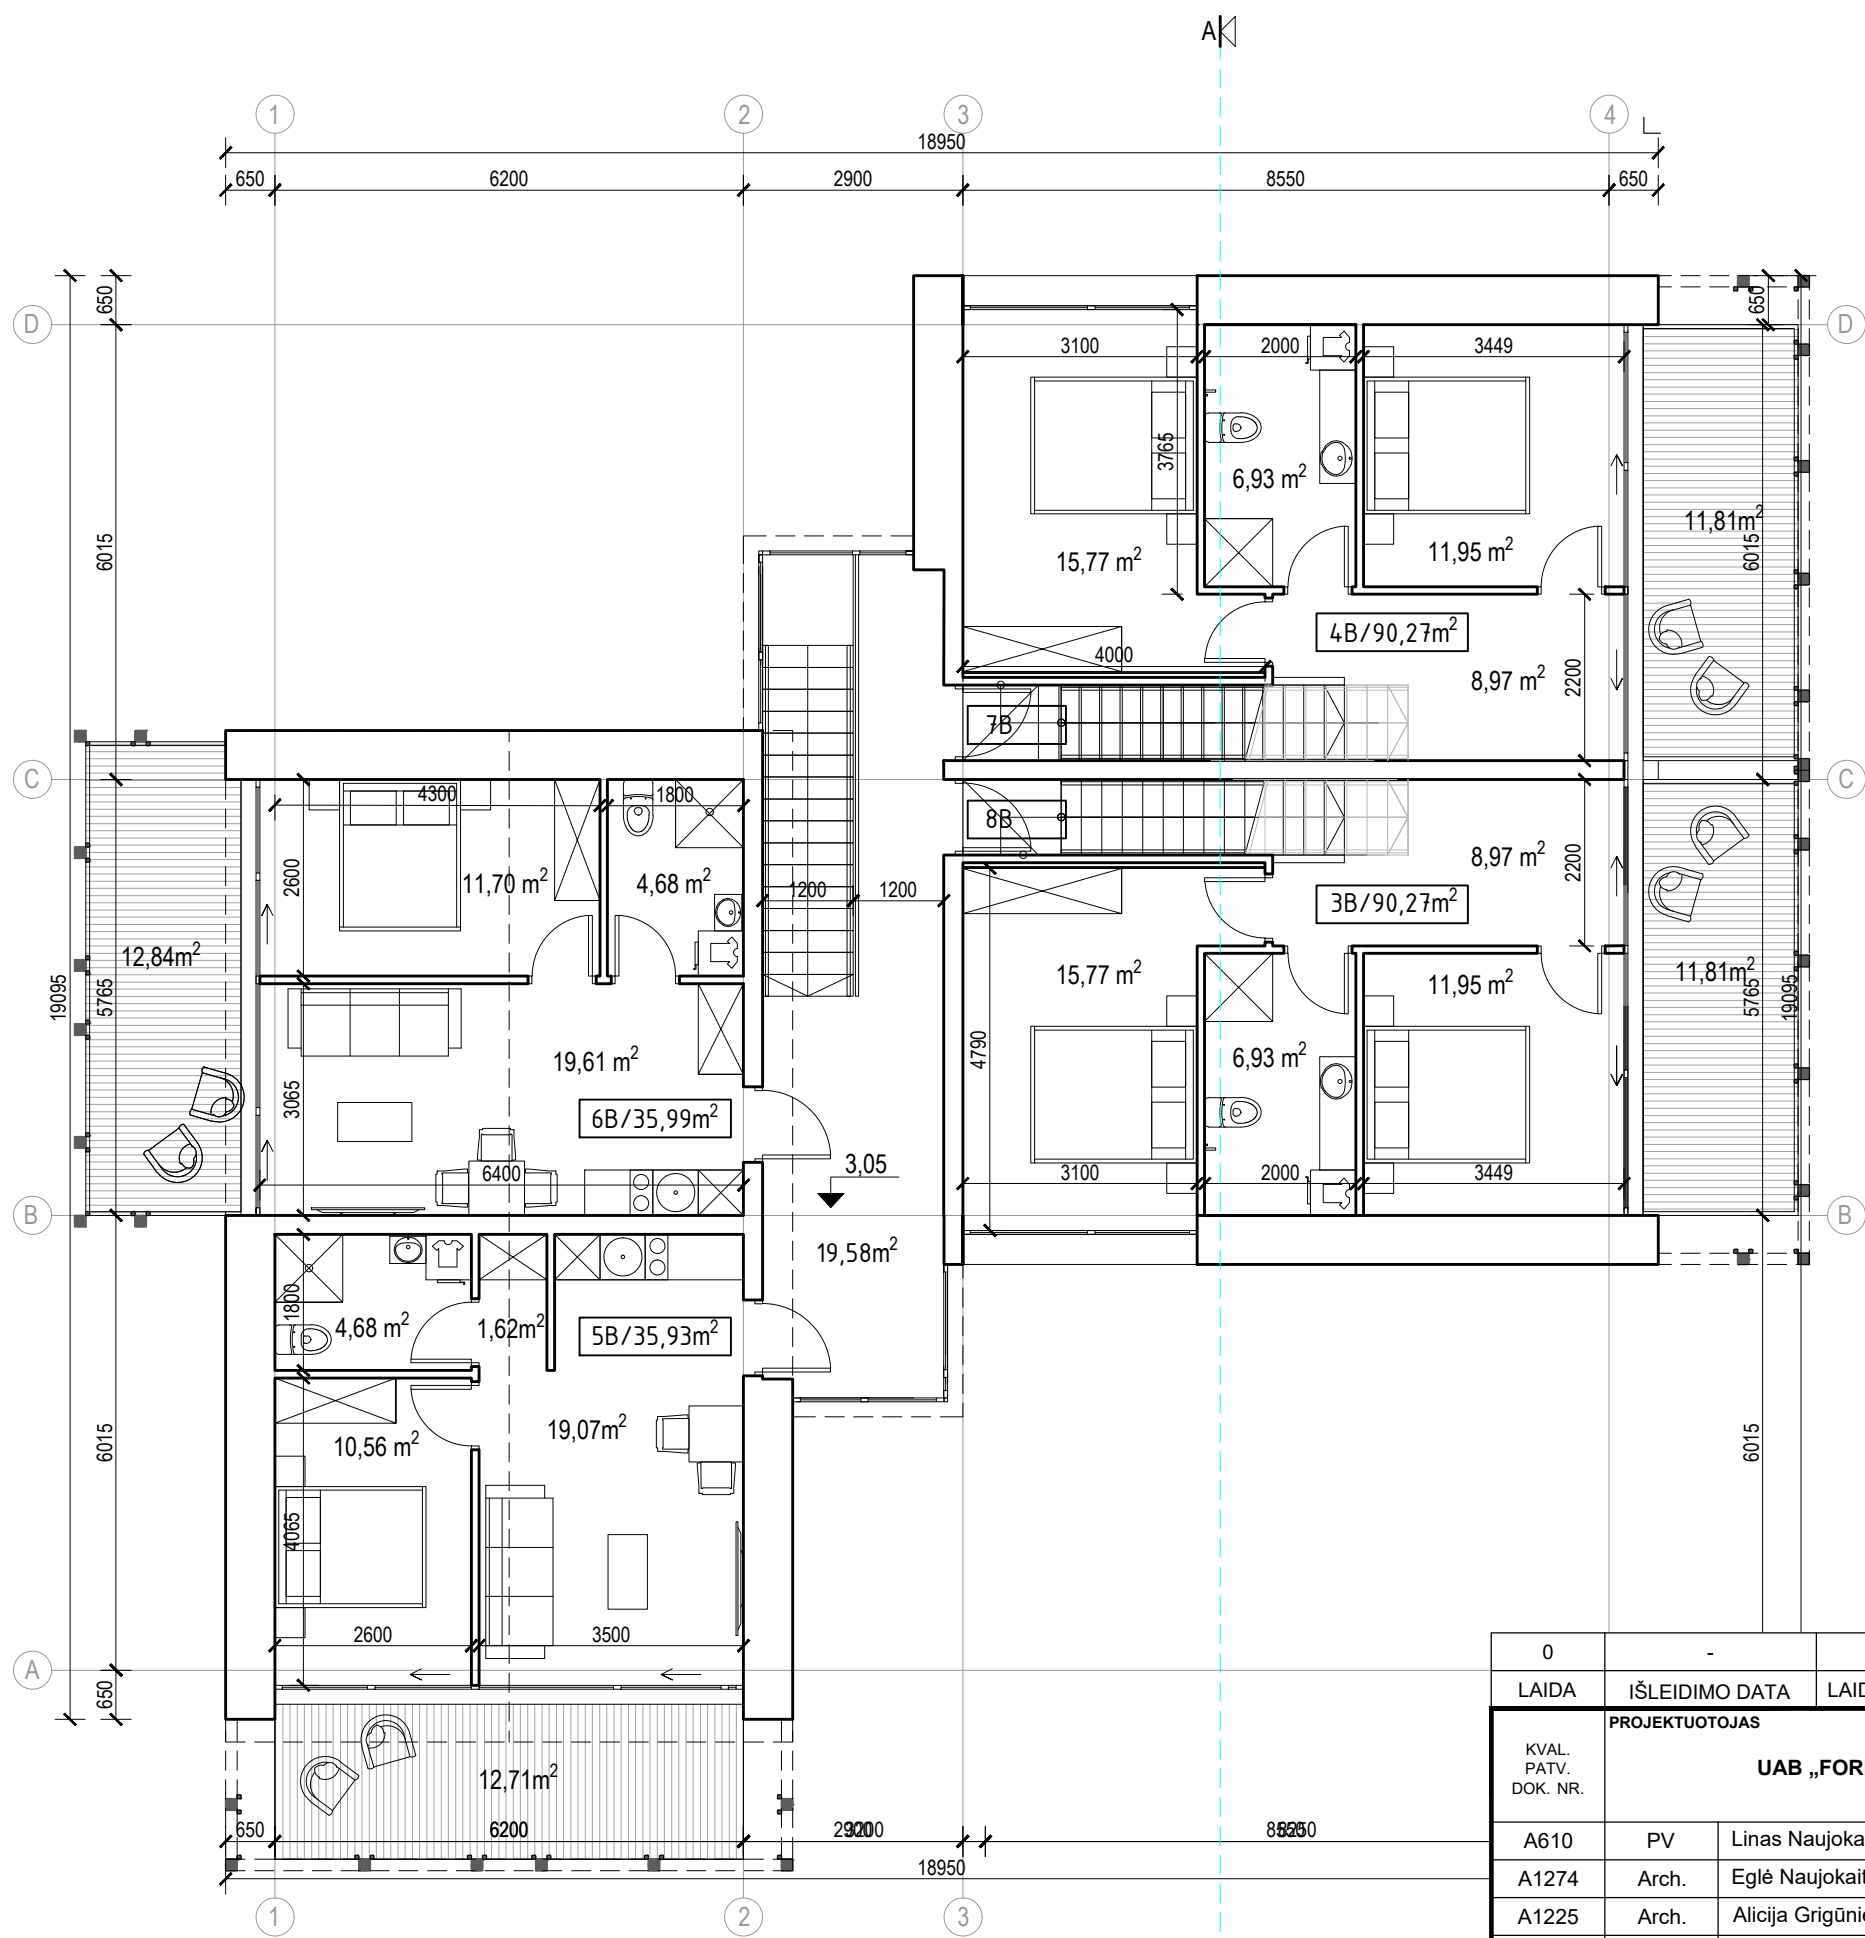 A
1 2 3 4
18950
650 6200 2900 8550 650
650 650
D D
3100 2000 3449
3765
6,93 m²
11,81m²
6015 6015
15,77 m² 11,95 m²
4B/90,27m²
4000
8,97 m² 2200
7B
C C
4300 1800
8B
8,97 m² 2200
2600 11,70 m² 4,68 m² 1200 1200
3B/90,27m²
12,84m²
15,77 m² 11,95 m² 11,81m²
19095 5765 5765 19095
4790
19,61 m² 6,93 m²
3065
6B/35,99m²
6400 3,05 3100 2000 3449
B B
19,58m²
1800
4,68 m² 1,62m² 5B/35,93m²
19,07m²
10,56 m²
6015 6015
4065
2600 3500
A
650
12,71m²
650 6200
18950
1 2 3
0 -
LAIDA IŠLEIDIMO DATA
PROJEKTUOTOJAS
KVAL.
PATV.
DOK. NR.
UAB
A610 PV Linas
A1274 Arch. Eglė
A1225 Arch. Alicija